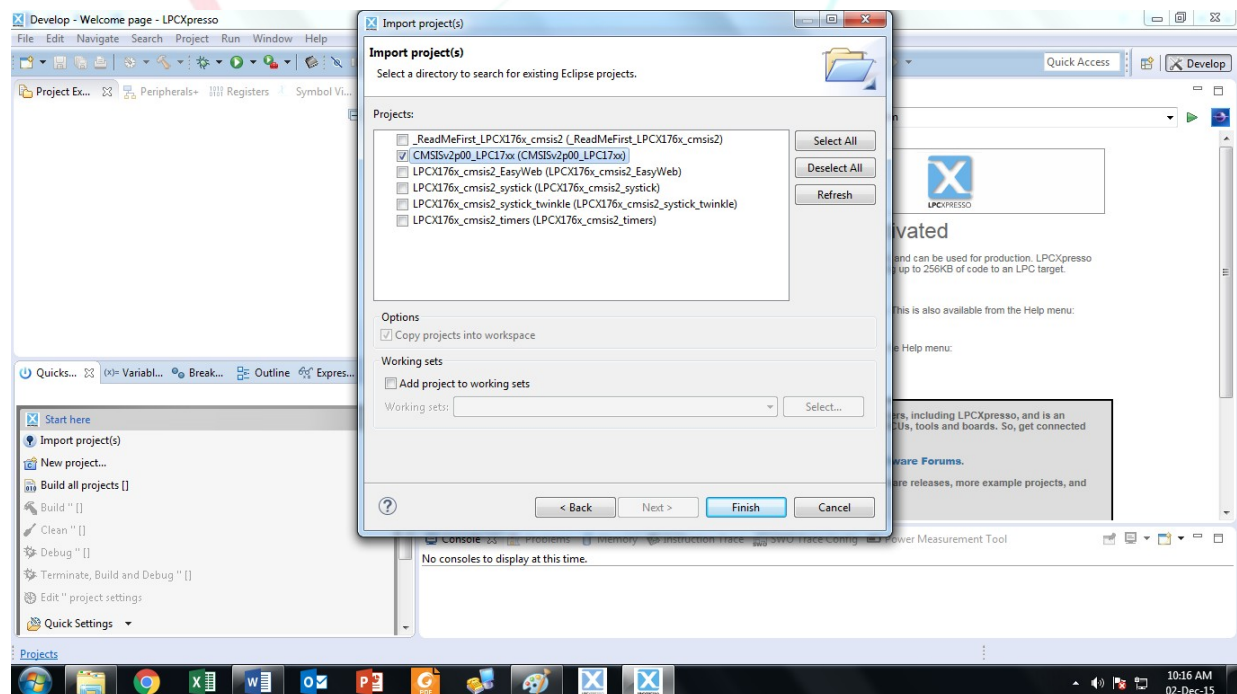 Develop - Welcome page - LPCXpresso
File Edit Navigate Search Project Run Window Help
Quick Access
Develop
Project Ex... Peripherals+ Registers Symbol Vi...
Import project(s)
Import project(s)
Select a directory to search for existing Eclipse projects.
Projects:
_ReadMeFirst_LPCX176x_cmsis2 (_ReadMeFirst_LPCX176x_cmsis2)
CMSISv2p00_LPC17xx (CMSISv2p00_LPC17xx)
LPCX176x_cmsis2_EasyWeb (LPCX176x_cmsis2_EasyWeb)
LPCX176x_cmsis2_systick (LPCX176x_cmsis2_systick)
LPCX176x_cmsis2_systick_twinkle (LPCX176x_cmsis2_systick_twinkle)
LPCX176x_cmsis2_timers (LPCX176x_cmsis2_timers)
Select All
Deselect All
Refresh
Options
Copy projects into workspace
Working sets
Add project to working sets
Working sets:
Select...
< Back Next > Finish Cancel
LPCXPRESSO
ivated
and can be used for production. LPCXpresso
up to 256KB of code to an LPC target.
This is also available from the Help menu:
e Help menu:
ers, including LPCXpresso, and is an
CUs, tools and boards. So, get connected
ware Forums.
are releases, more example projects, and
Quicks... (x)= Variabl... Break... Outline Expres...
Start here
Import project(s)
New project...
Build all projects []
Build '' []
Clean '' []
Debug '' []
Terminate, Build and Debug '' []
Edit '' project settings
Quick Settings
Console Problems Memory Instruction Trace SWO Trace Config Power Measurement Tool
No consoles to display at this time.
Projects
10:16 AM
02-Dec-15